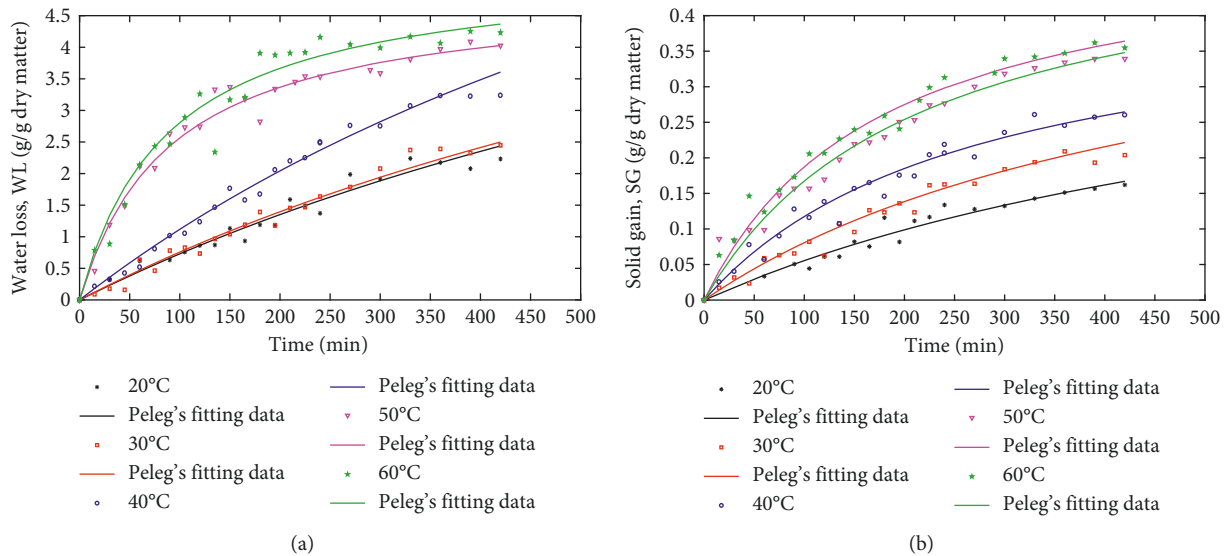 Water loss, WL (g/g dry matter)
5
4.5
4
3.5
3
2.5
2
1.5
1
0.5
0
0 50 100 150 200 250 300 350 400 450 500
Time (min)
20°C
Peleg's fitting data
30°C
Peleg's fitting data
40°C
Peleg's fitting data
50°C
Peleg's fitting data
60°C
Peleg's fitting data
(a)
Solid gain, SG (g/g dry matter)
0.4
0.35
0.3
0.25
0.2
0.15
0.1
0.05
0
0 50 100 150 200 250 300 350 400 450 500
Time (min)
20°C
Peleg's fitting data
30°C
Peleg's fitting data
40°C
Peleg's fitting data
50°C
Peleg's fitting data
60°C
Peleg's fitting data
(b)